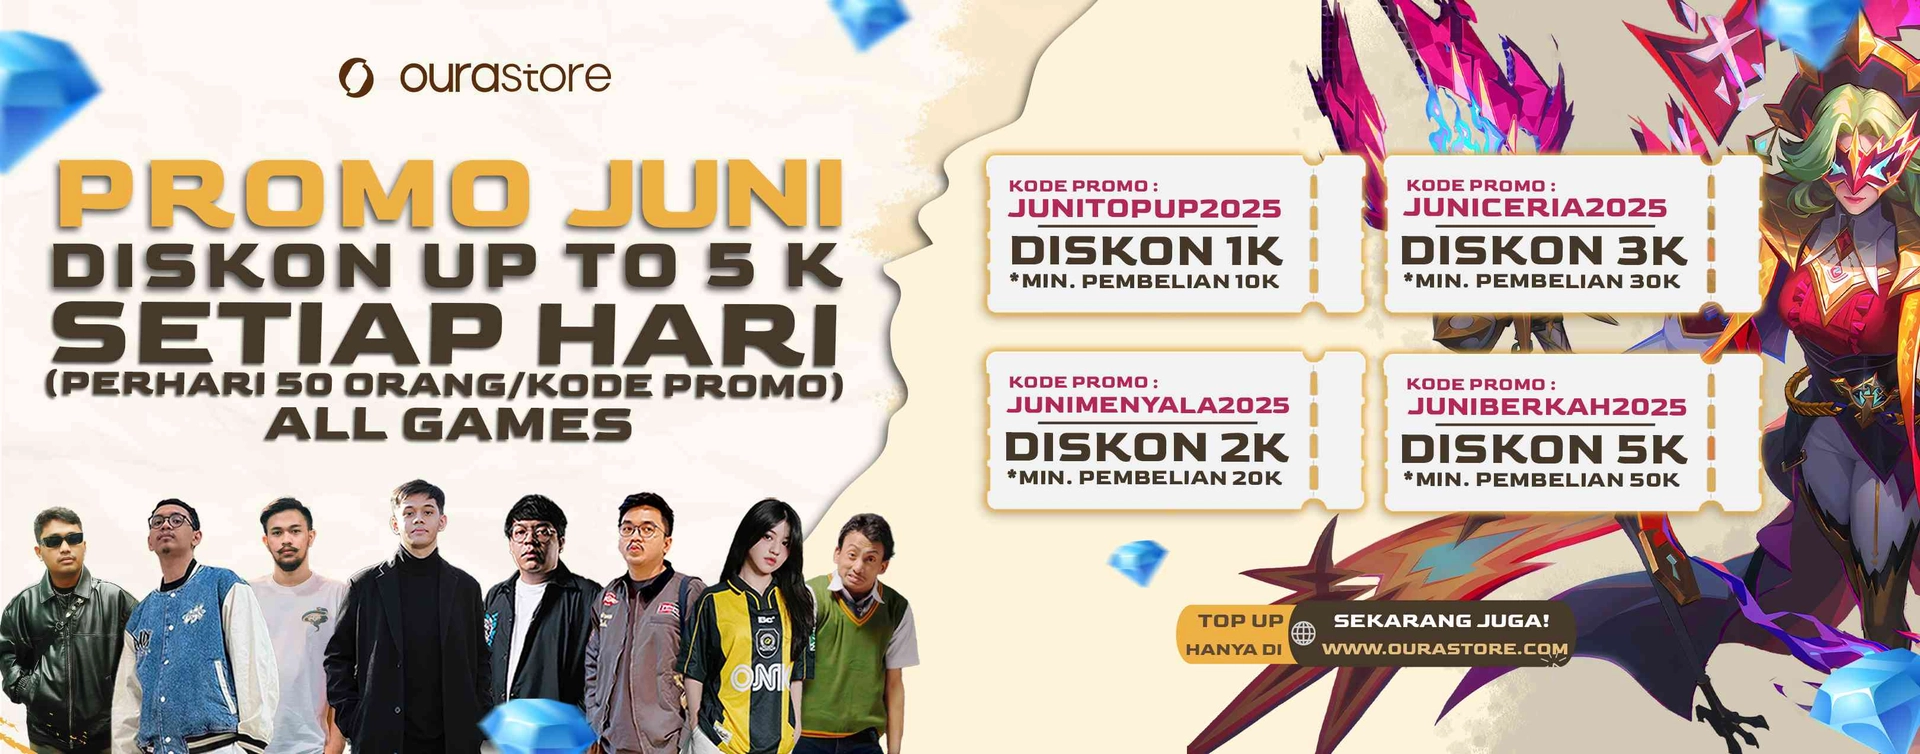 ourastore
PROMO JUNI
DISKON UP TO 5 K
SETIAP HARI
(PERHARI 50 ORANG/KODE PROMO)
ALL GAMES
KODE PROMO :
JUNITOPUP2025
DISKON 1K
*MIN. PEMBELIAN 10K
KODE PROMO :
JUNICERIA2025
DISKON 3K
*MIN. PEMBELIAN 30K
KODE PROMO :
JUNIMENYALA2025
DISKON 2K
*MIN. PEMBELIAN 20K
KODE PROMO :
JUNIBERKAH2025
DISKON 5K
*MIN. PEMBELIAN 50K
TOP UP
HANYA DI
SEKARANG JUGA!
WWW.OURASTORE.COM